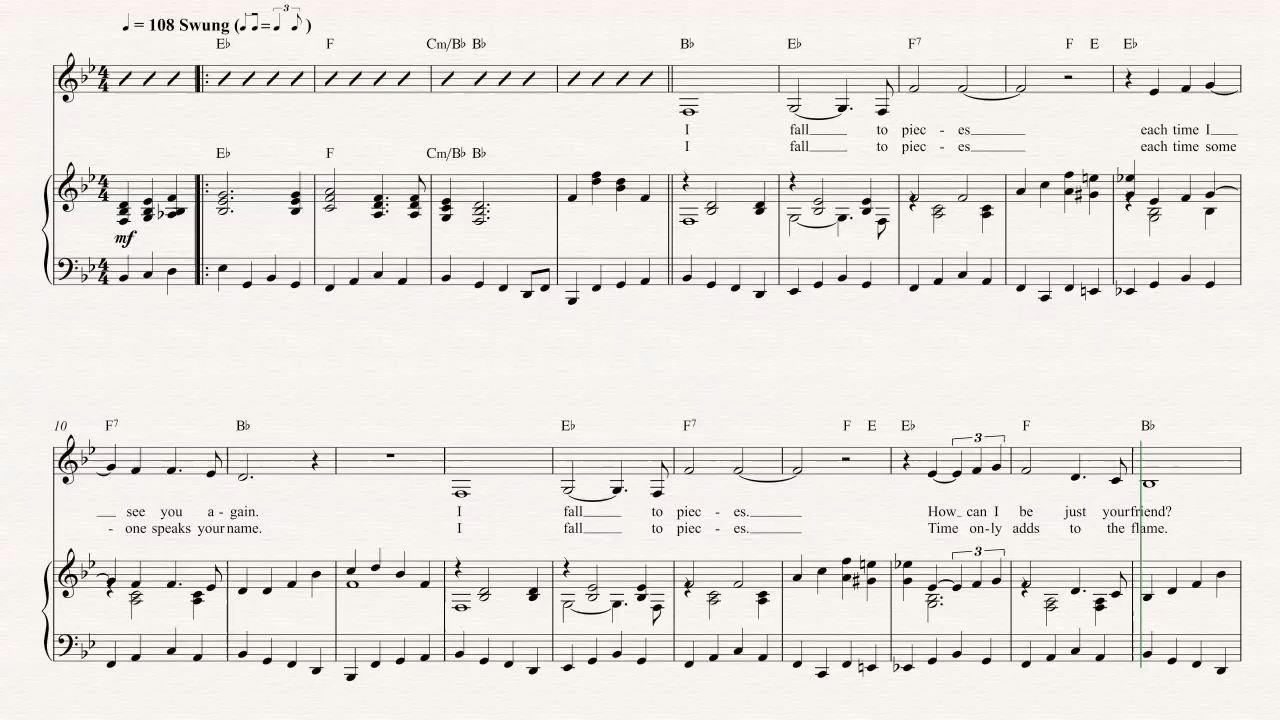 ♩ = 108 Swung (♫=♩ ♪ 3)
E♭ F Cm/B♭ B♭ B♭ E♭ F7 F E E♭
I fall to piec - es each time I
I fall to piec - es each time some
E♭ F Cm/B♭ B♭
mf
10 F7 B♭ E♭ F7 F E E♭ 3 F B♭
see you a - gain. I fall to piec - es. How can I be just your friend?
- one speaks your name. I fall to piec - es. Time on-ly adds to the flame.
3